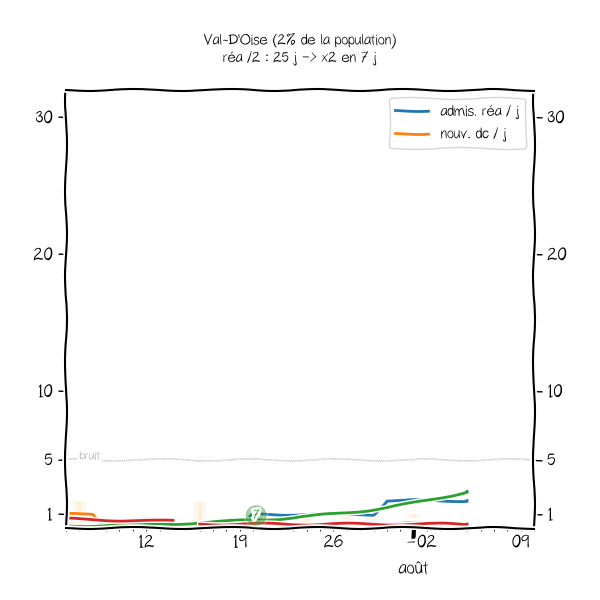 Val-D'Oise (2% de la population)
réa /2 : 25 j -> x2 en 7 j
admis. réa / j
nouv. dc / j
30
30
20
20
10
10
bruit
5
5
7
1
1
12
19
26
02
09
août